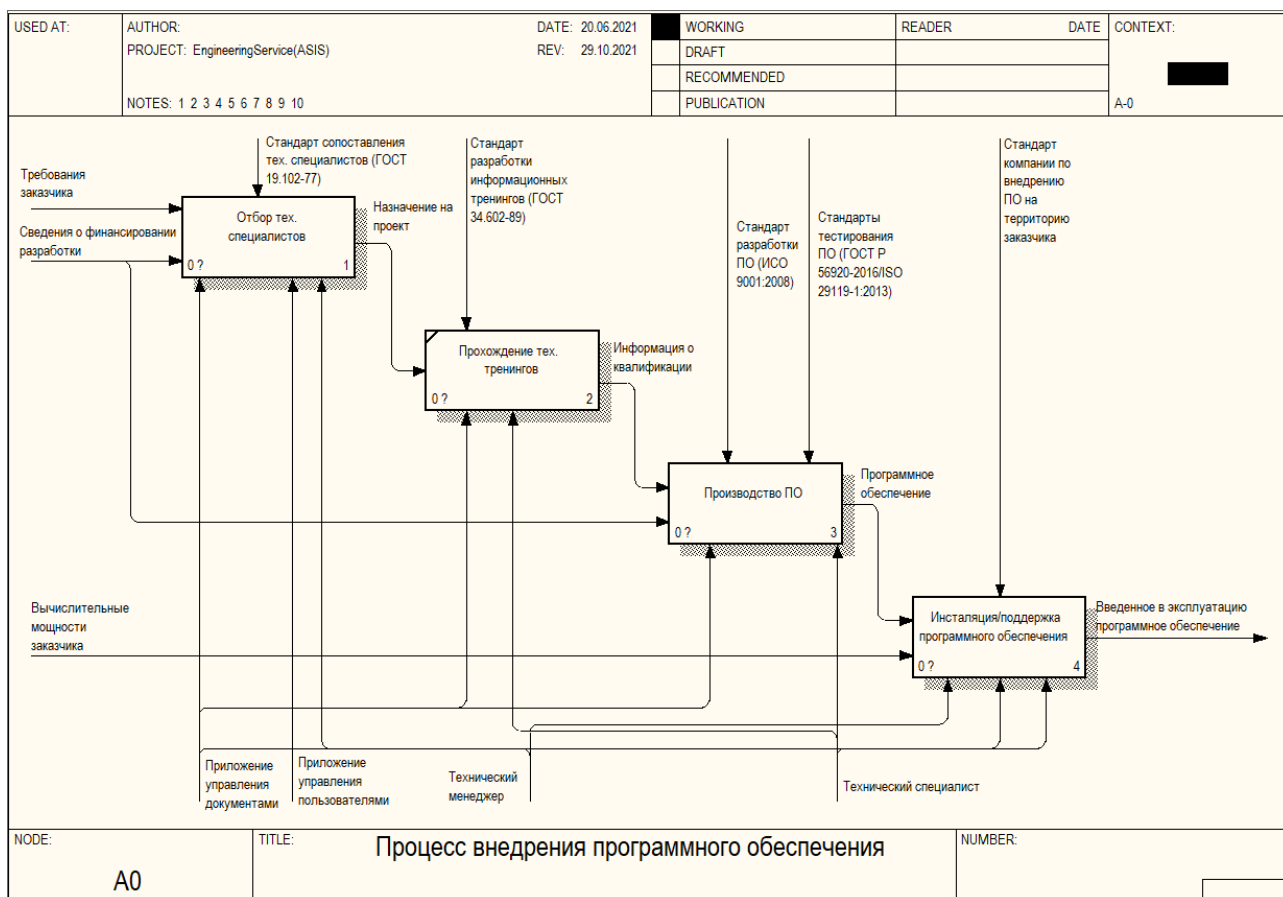 USED AT:
AUTHOR:
DATE: 20.06.2021
PROJECT: EngineeringService(ASIS)
REV: 29.10.2021
NOTES: 1 2 3 4 5 6 7 8 9 10
WORKING
DRAFT
RECOMMENDED
PUBLICATION
READER
DATE
CONTEXT:
A-0
Требования
заказчика
Сведения о финансировании
разработки
Стандарт сопоставления
тех. специалистов (ГОСТ
19.102-77)
Отбор тех.
специалистов
0 ?
1
Назначение на
проект
Стандарт
разработки
информационных
тренингов (ГОСТ
34.602-89)
Прохождение тех.
тренингов
0 ?
2
Информация о
квалификации
Стандарт
разработки
ПО (ИСО
9001:2008)
Стандарты
тестирования
ПО (ГОСТ Р
56920-2016/ISO
29119-1:2013)
Производство ПО
0 ?
3
Программное
обеспечение
Стандарт
компании по
внедрению
ПО на
территорию
заказчика
Вычислительные
мощности
заказчика
Инсталяция/поддержка
программного обеспечения
0 ?
4
Введенное в эксплуатацию
программное обеспечение
Приложение
управления
документами
Приложение
управления
пользователями
Технический
менеджер
Технический специалист
NODE:
A0
TITLE:
Процесс внедрения программного обеспечения
NUMBER: